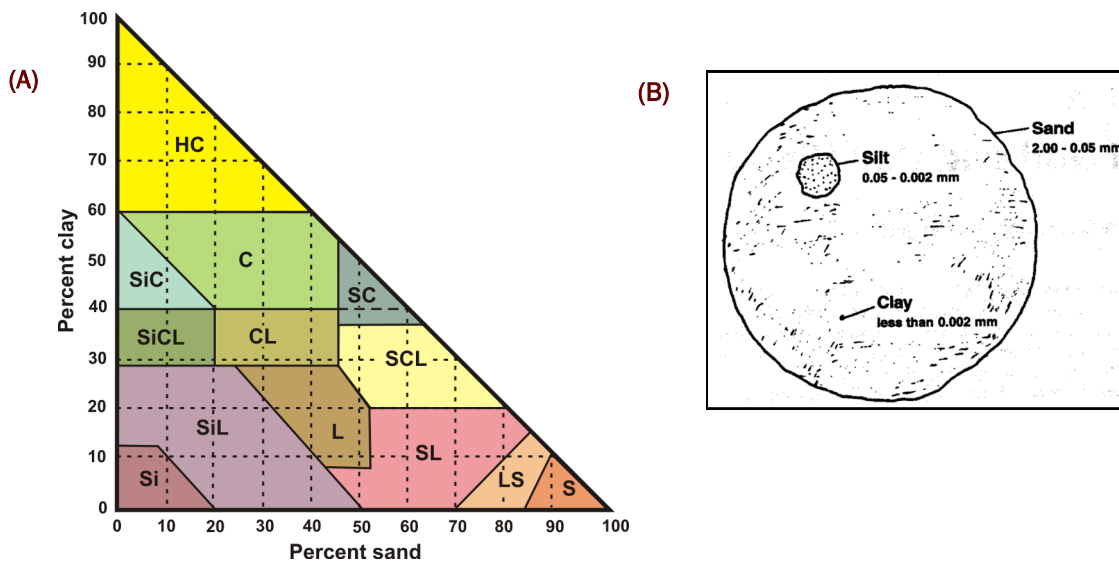 (A)
100
90
80
70
60
50
40
30
20
10
0
Percent clay
HC
C
SiC
SC
SiCL
CL
SCL
SiL
L
SL
Si
LS
S
0 10 20 30 40 50 60 70 80 90 100
Percent sand
(B)
Sand
2.00 - 0.05 mm
Silt
0.05 - 0.002 mm
Clay
less than 0.002 mm